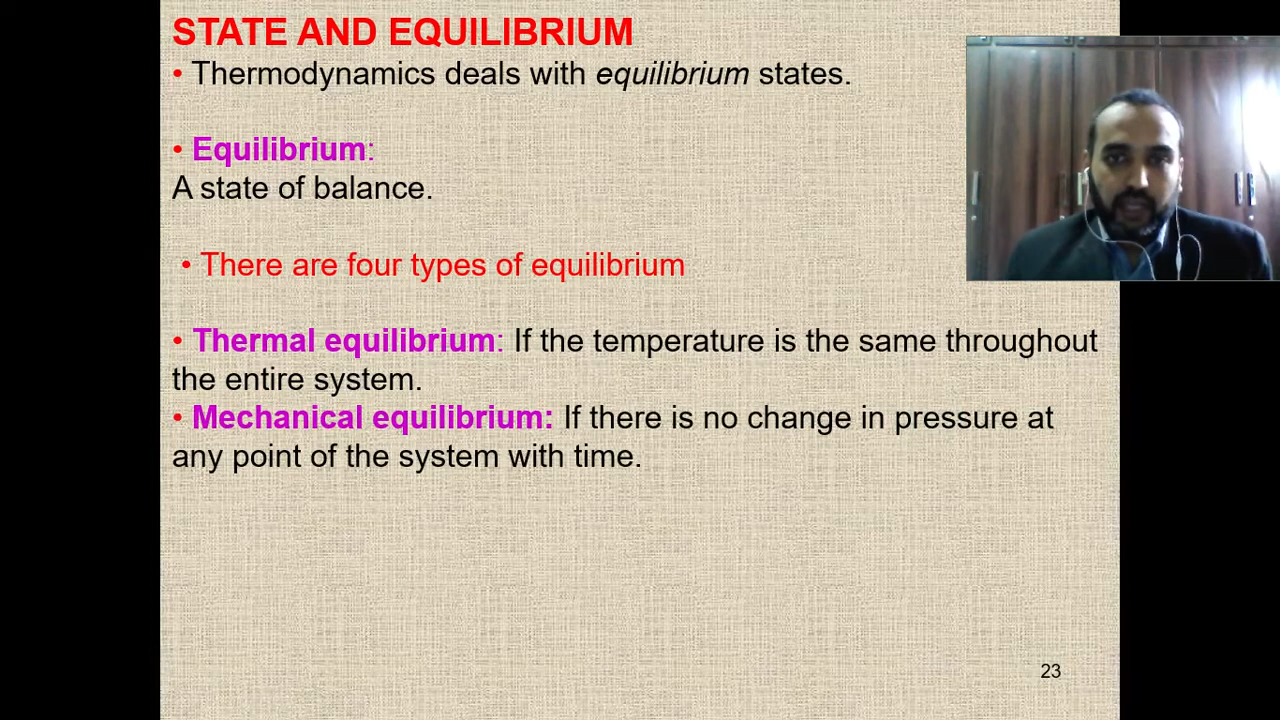 STATE AND EQUILIBRIUM
• Thermodynamics deals with equilibrium states.
• Equilibrium:
A state of balance.
• There are four types of equilibrium
• Thermal equilibrium: If the temperature is the same throughout
the entire system.
• Mechanical equilibrium: If there is no change in pressure at
any point of the system with time.
23